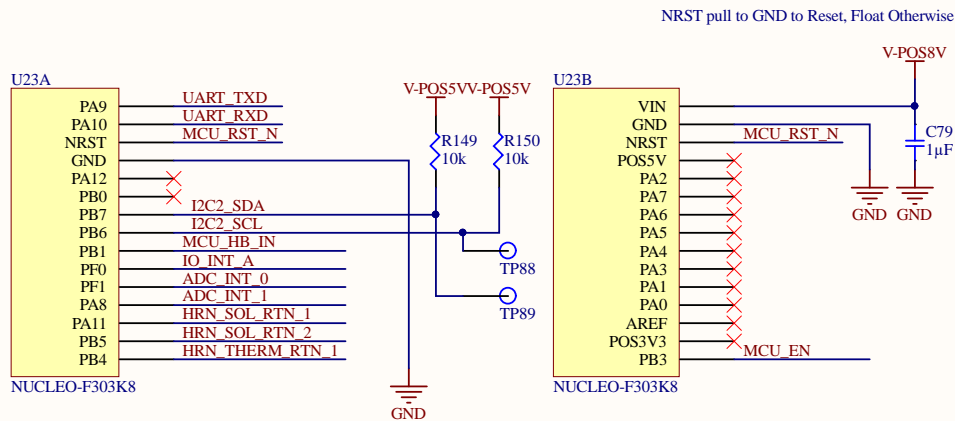 NRST pull to GND to Reset, Float Otherwise
U23A
PA9
UART_TXD
PA10
UART_RXD
NRST
MCU_RST_N
GND
PA12
PB0
PB7
I2C2_SDA
PB6
I2C2_SCL
PB1
MCU_HB_IN
PF0
IO_INT_A
PF1
ADC_INT_0
PA8
ADC_INT_1
PA11
HRN_SOL_RTN_1
PB5
HRN_SOL_RTN_2
PB4
HRN_THERM_RTN_1
NUCLEO-F303K8
V-POS5V
V-POS5V
R149
10k
R150
10k
TP88
TP89
GND
U23B
VIN
GND
NRST
MCU_RST_N
POS5V
PA2
PA7
PA6
PA5
PA4
PA3
PA1
PA0
AREF
POS3V3
PB3
MCU_EN
NUCLEO-F303K8
V-POS8V
C79
1µF
GND
GND